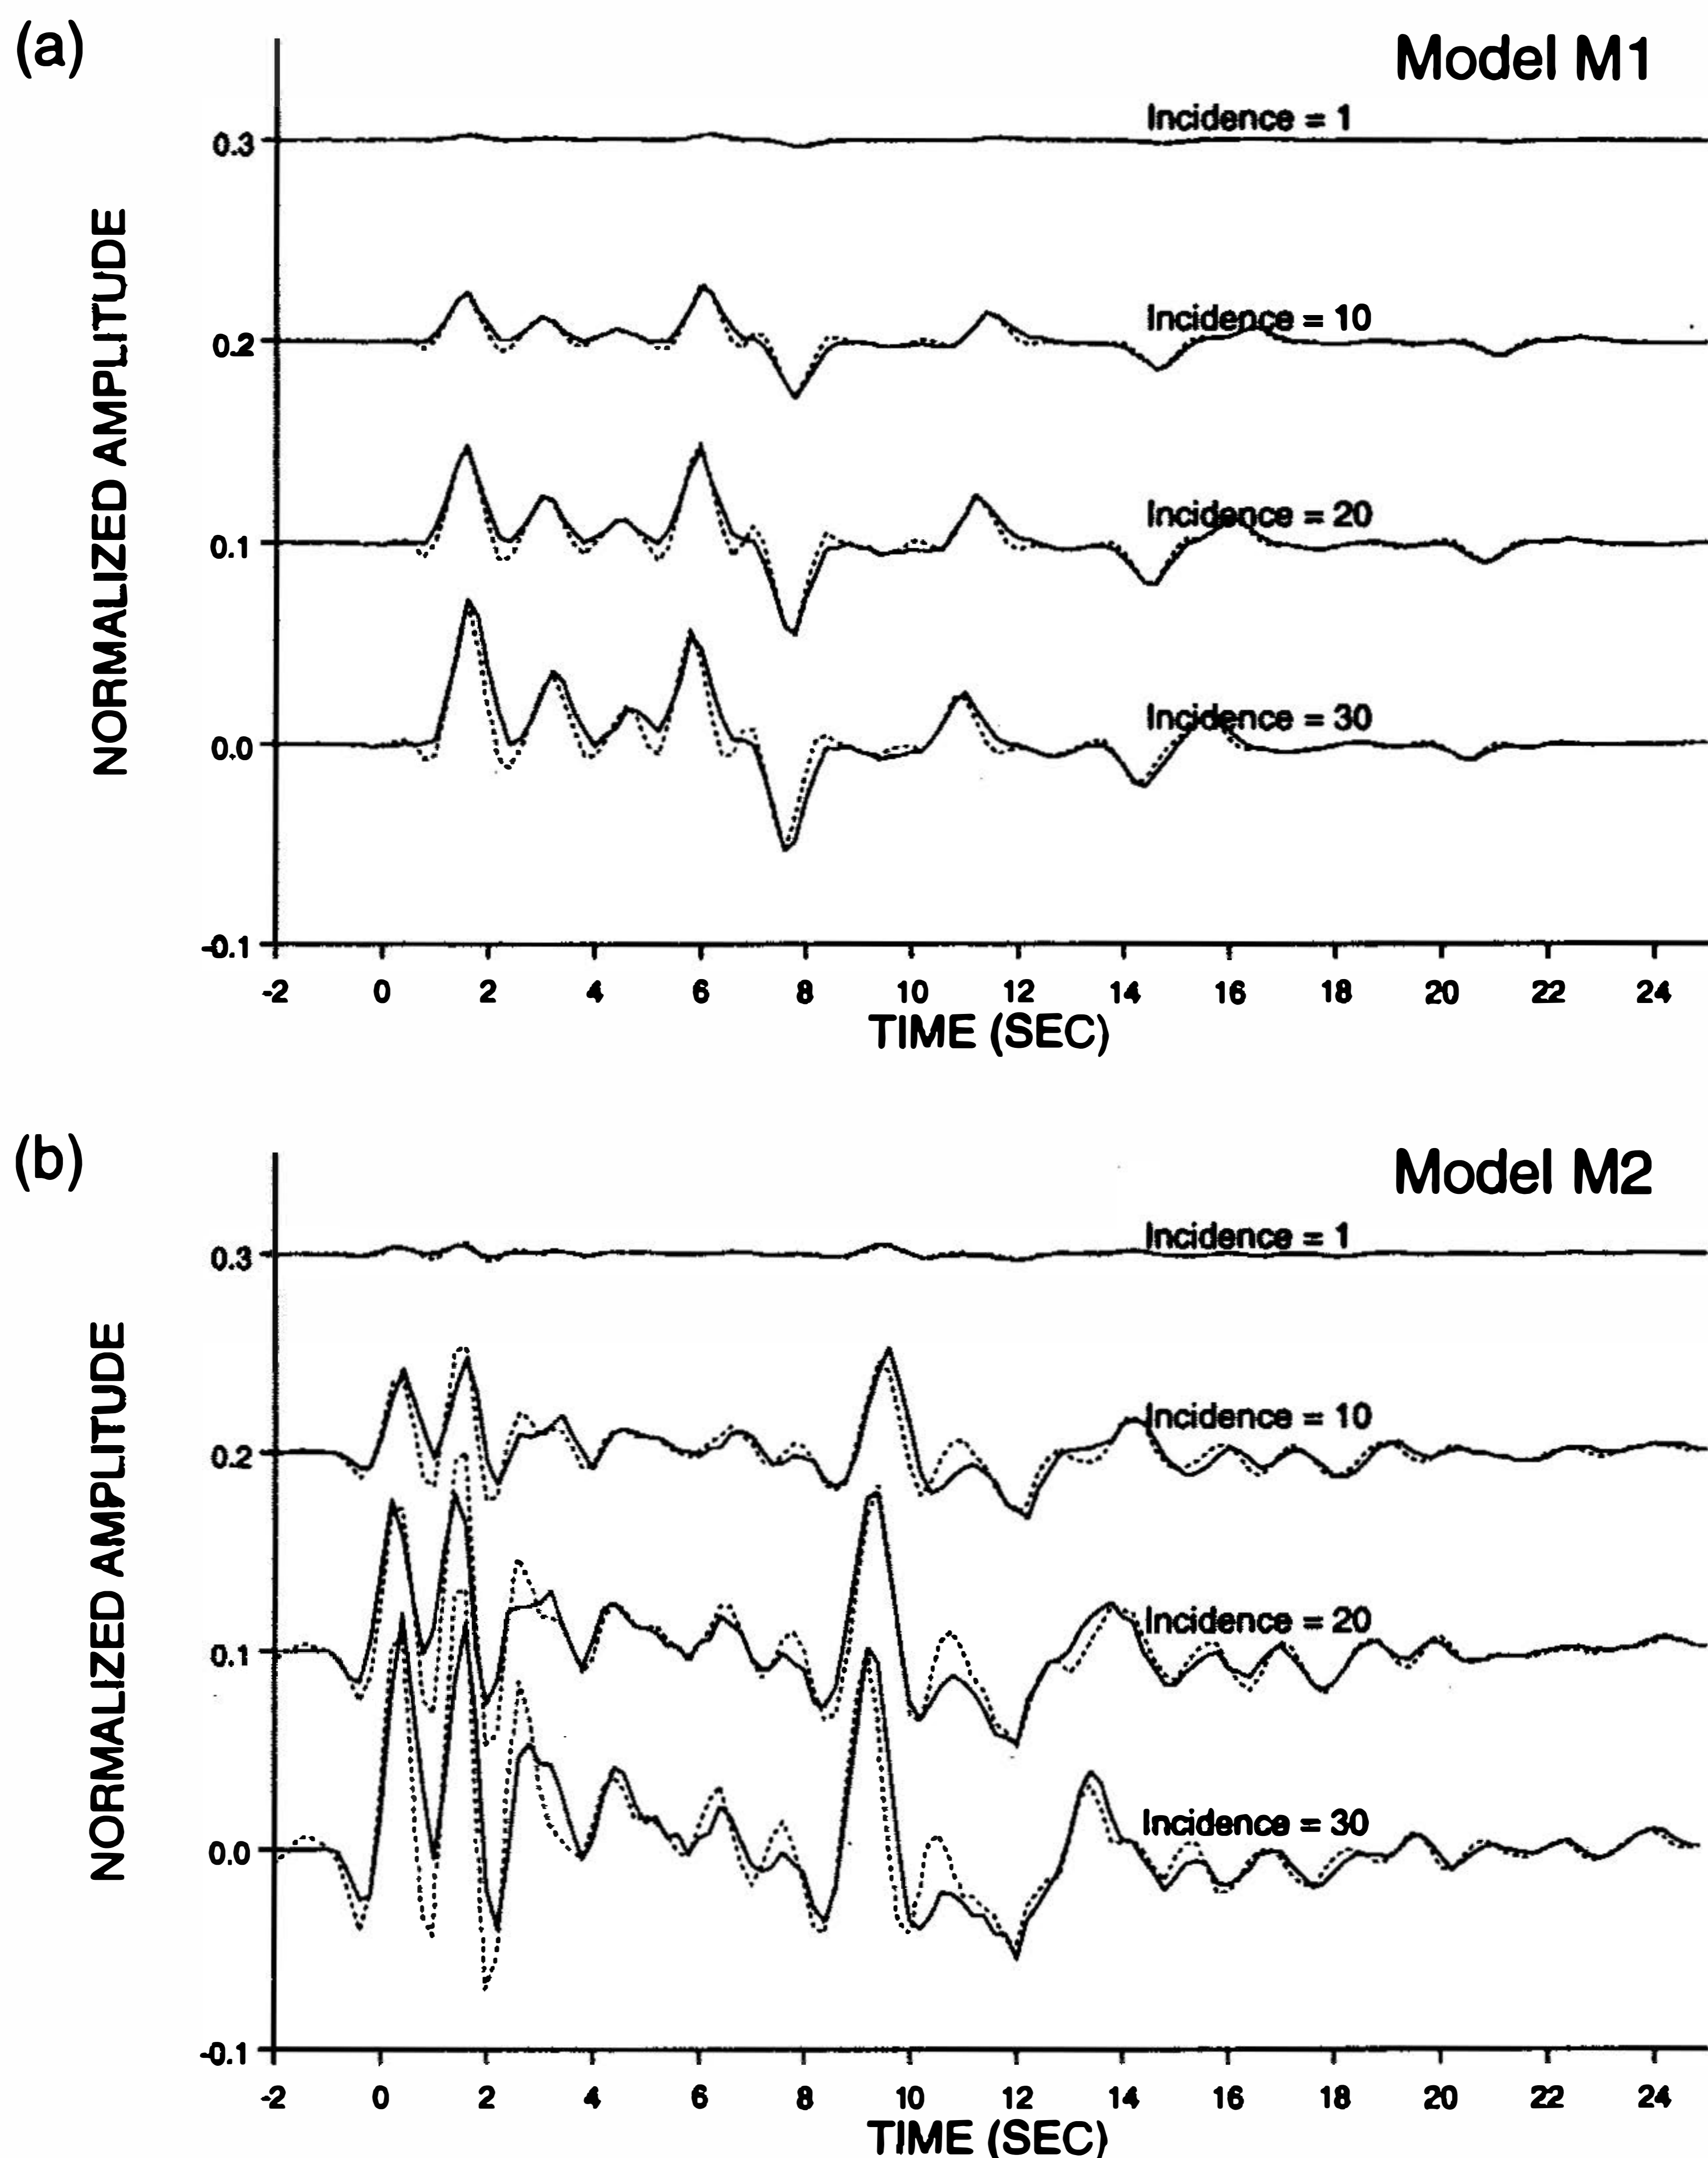 (a)
Model M1
Incidence = 1
0.3
Incidence = 10
0.2
Incidence = 20
0.1
Incidence = 30
0.0
-0.1
NORMALIZED AMPLITUDE
-2 0 2 4 6 8 10 12 14 16 18 20 22 24
TIME (SEC)
(b)
Model M2
Incidence = 1
0.3
Incidence = 10
0.2
Incidence = 20
0.1
Incidence = 30
0.0
-0.1
NORMALIZED AMPLITUDE
-2 0 2 4 6 8 10 12 14 16 18 20 22 24
TIME (SEC)